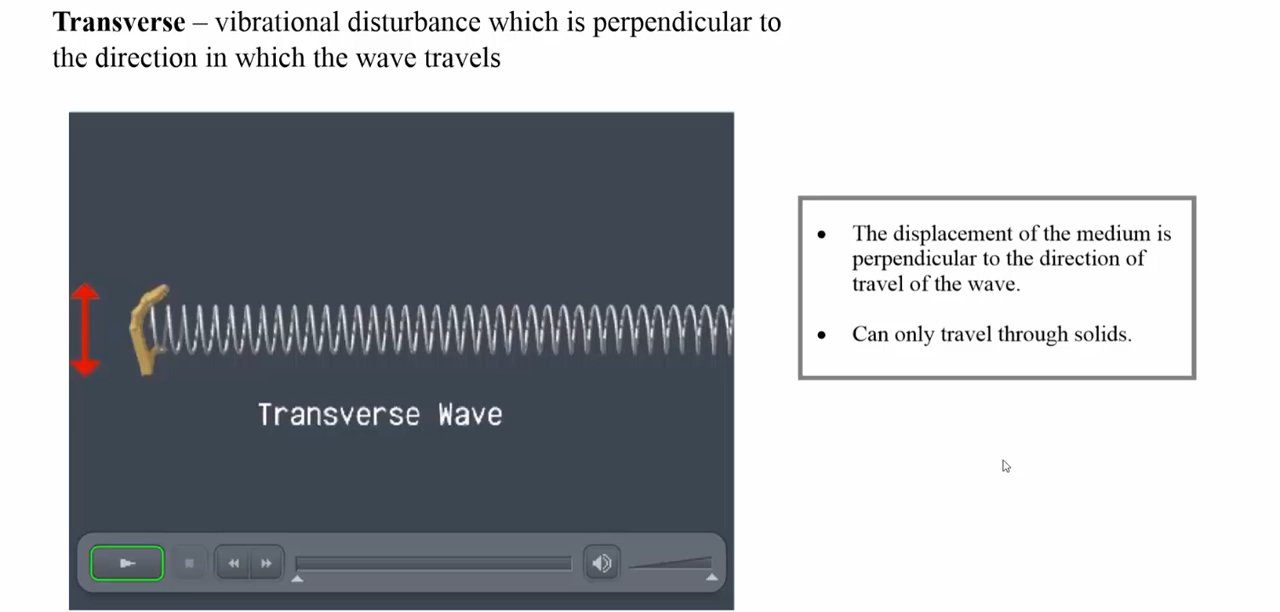 Transverse – vibrational disturbance which is perpendicular to
the direction in which the wave travels
Transverse Wave
• The displacement of the medium is
perpendicular to the direction of
travel of the wave.
• Can only travel through solids.